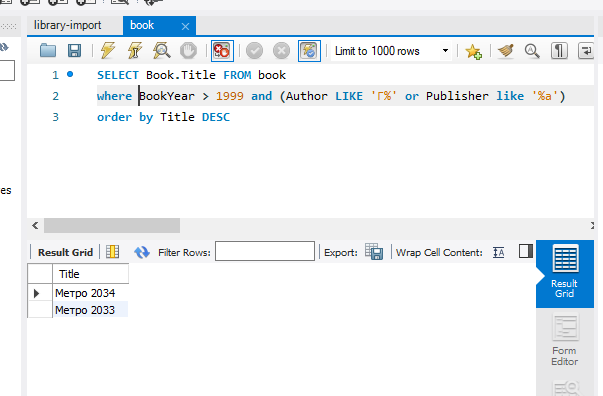 library-import
book
Limit to 1000 rows
1 SELECT Book.Title FROM book
2 where BookYear > 1999 and (Author LIKE 'Г%' or Publisher like '%a')
3 order by Title DESC
es
Result Grid
Filter Rows:
Export:
Wrap Cell Content:
Title
Метро 2034
Метро 2033
Result
Grid
Form
Editor